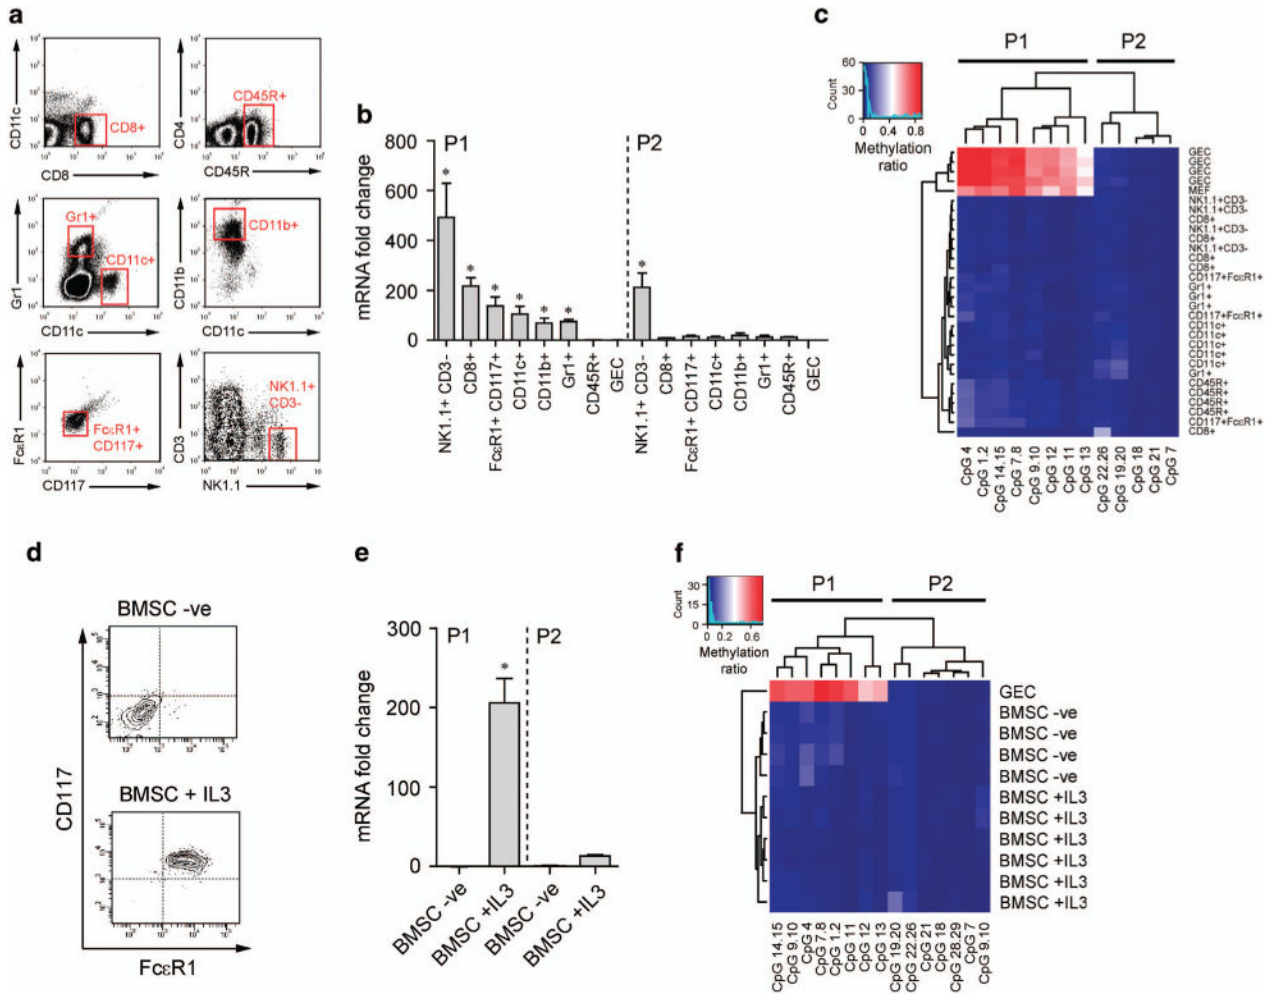 a
CD11c
CD8+
CD8
CD4
CD45R+
CD45R
Gr1
Gr1+
CD11c+
CD11c
CD11b
CD11b+
CD11c
FcεR1
FcεR1+
CD117+
CD117
CD3
NK1.1+
CD3-
NK1.1
b
mRNA fold change
800
600
400
200
0
P1
P2
*
*
*
*
*
*
*
NK1.1+ CD3-
CD8+
FcεR1+ CD117+
CD11c+
CD11b+
Gr1+
CD45R+
GEC
NK1.1+ CD3-
CD8+
FcεR1+ CD117+
CD11c+
CD11b+
Gr1+
CD45R+
GEC
c
P1
P2
Count
60
30
0
0 0.4 0.8
Methylation
ratio
GEC
GEC
GEC
GEC
MEF
NK1.1+CD3-
NK1.1+CD3-
CD8+
NK1.1+CD3-
CD8+
NK1.1+CD3-
CD8+
CD8+
CD117+FcεR1+
Gr1+
Gr1+
Gr1+
CD117+FcεR1+
CD11c+
CD11c+
CD11c+
CD11c+
Gr1+
CD45R+
CD45R+
CD45R+
CD45R+
CD117+FcεR1+
CD8+
CpG 4
CpG 1.2
CpG 14.15
CpG 7.8
CpG 9.10
CpG 12
CpG 11
CpG 13
CpG 22.26
CpG 19.20
CpG 18
CpG 21
CpG 7
d
BMSC -ve
BMSC + IL3
CD117
FcεR1
e
mRNA fold change
300
200
100
0
P1
P2
*
BMSC -ve
BMSC +IL3
BMSC -ve
BMSC +IL3
f
P1
P2
Count
30
15
0
0 0.2 0.6
Methylation
ratio
GEC
BMSC -ve
BMSC -ve
BMSC -ve
BMSC -ve
BMSC +IL3
BMSC +IL3
BMSC +IL3
BMSC +IL3
BMSC +IL3
BMSC +IL3
CpG 14.15
CpG 9.10
CpG 4
CpG 7.8
CpG 1.2
CpG 11
CpG 12
CpG 13
CpG 19.20
CpG 22.26
CpG 21
CpG 18
CpG 28.29
CpG 7
CpG 9.10